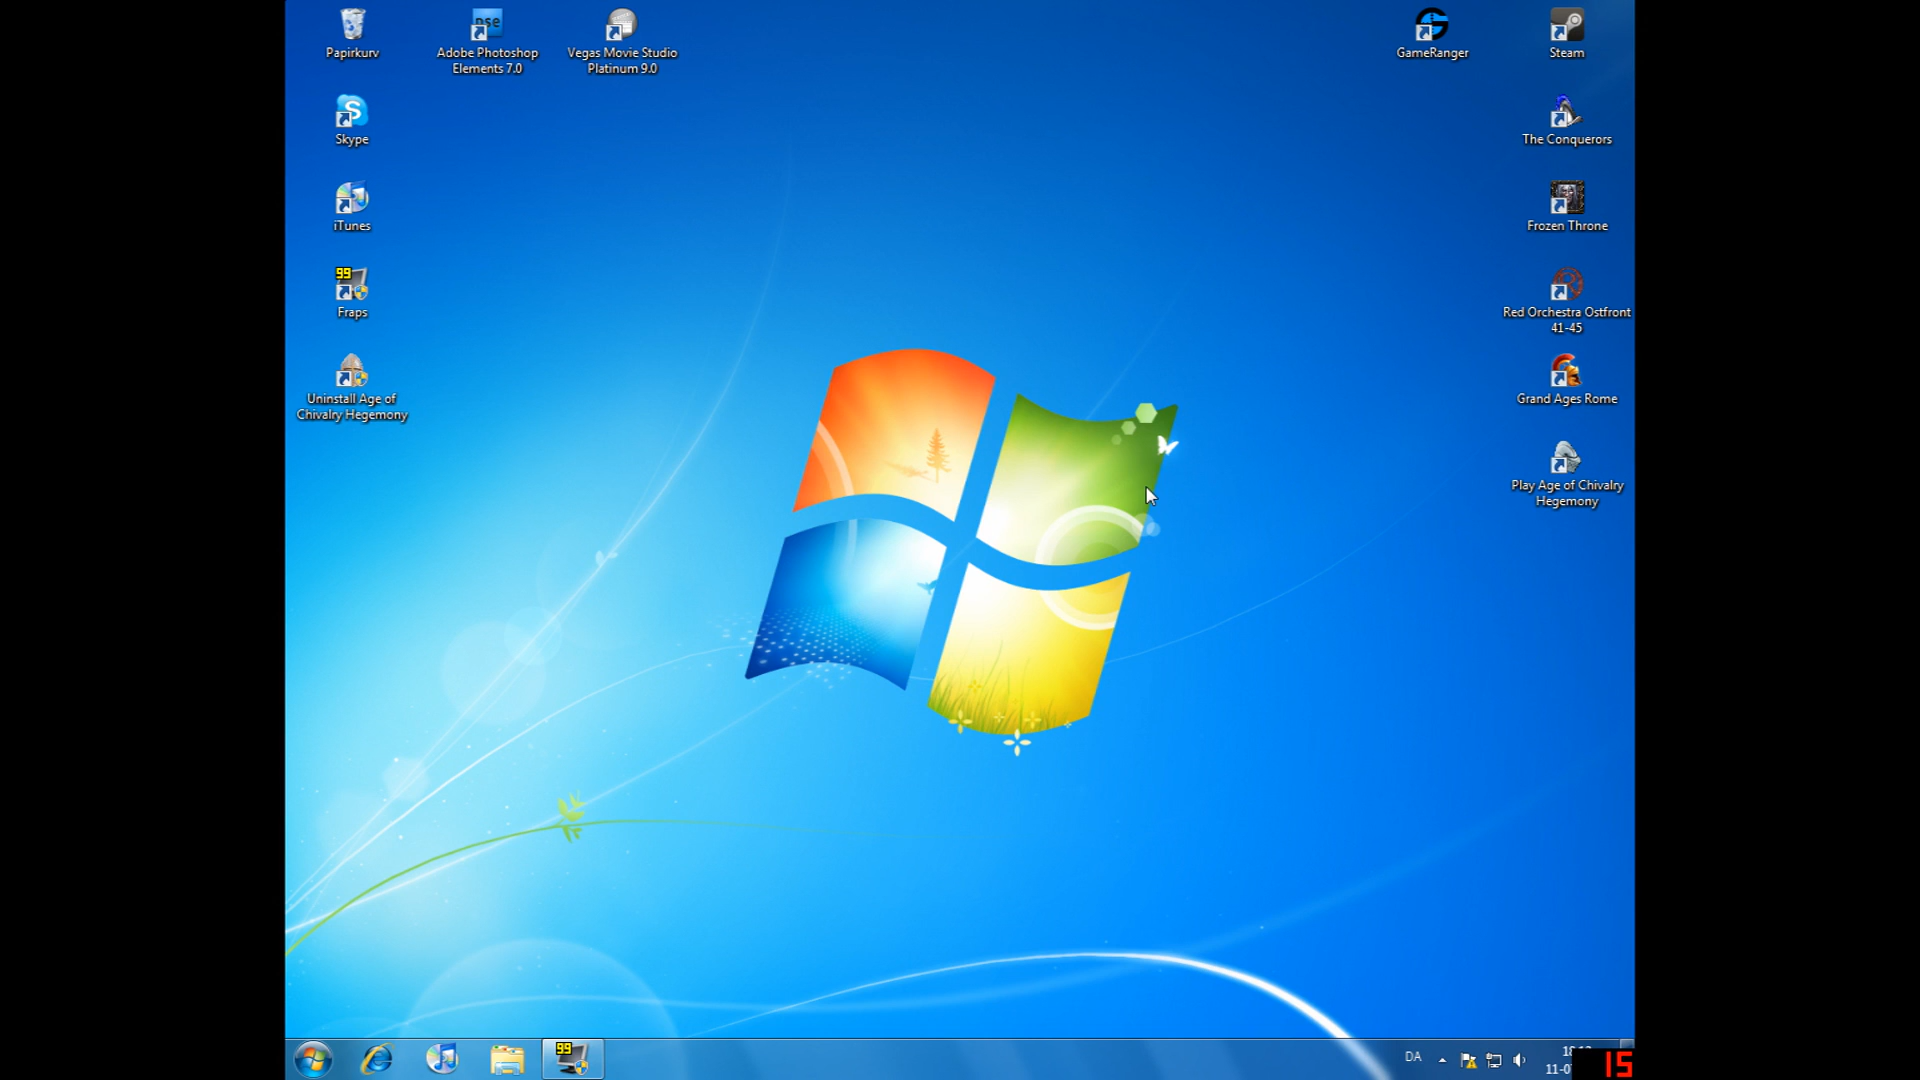 Papirkurv
Adobe Photoshop
Elements 7.0
Vegas Movie Studio
Platinum 9.0
GameRanger
Steam
Skype
The Conquerors
iTunes
Frozen Throne
99
Fraps
Red Orchestra Ostfront
41-45
Uninstall Age of
Chivalry Hegemony
Grand Ages Rome
Play Age of Chivalry
Hegemony
99
DA
15